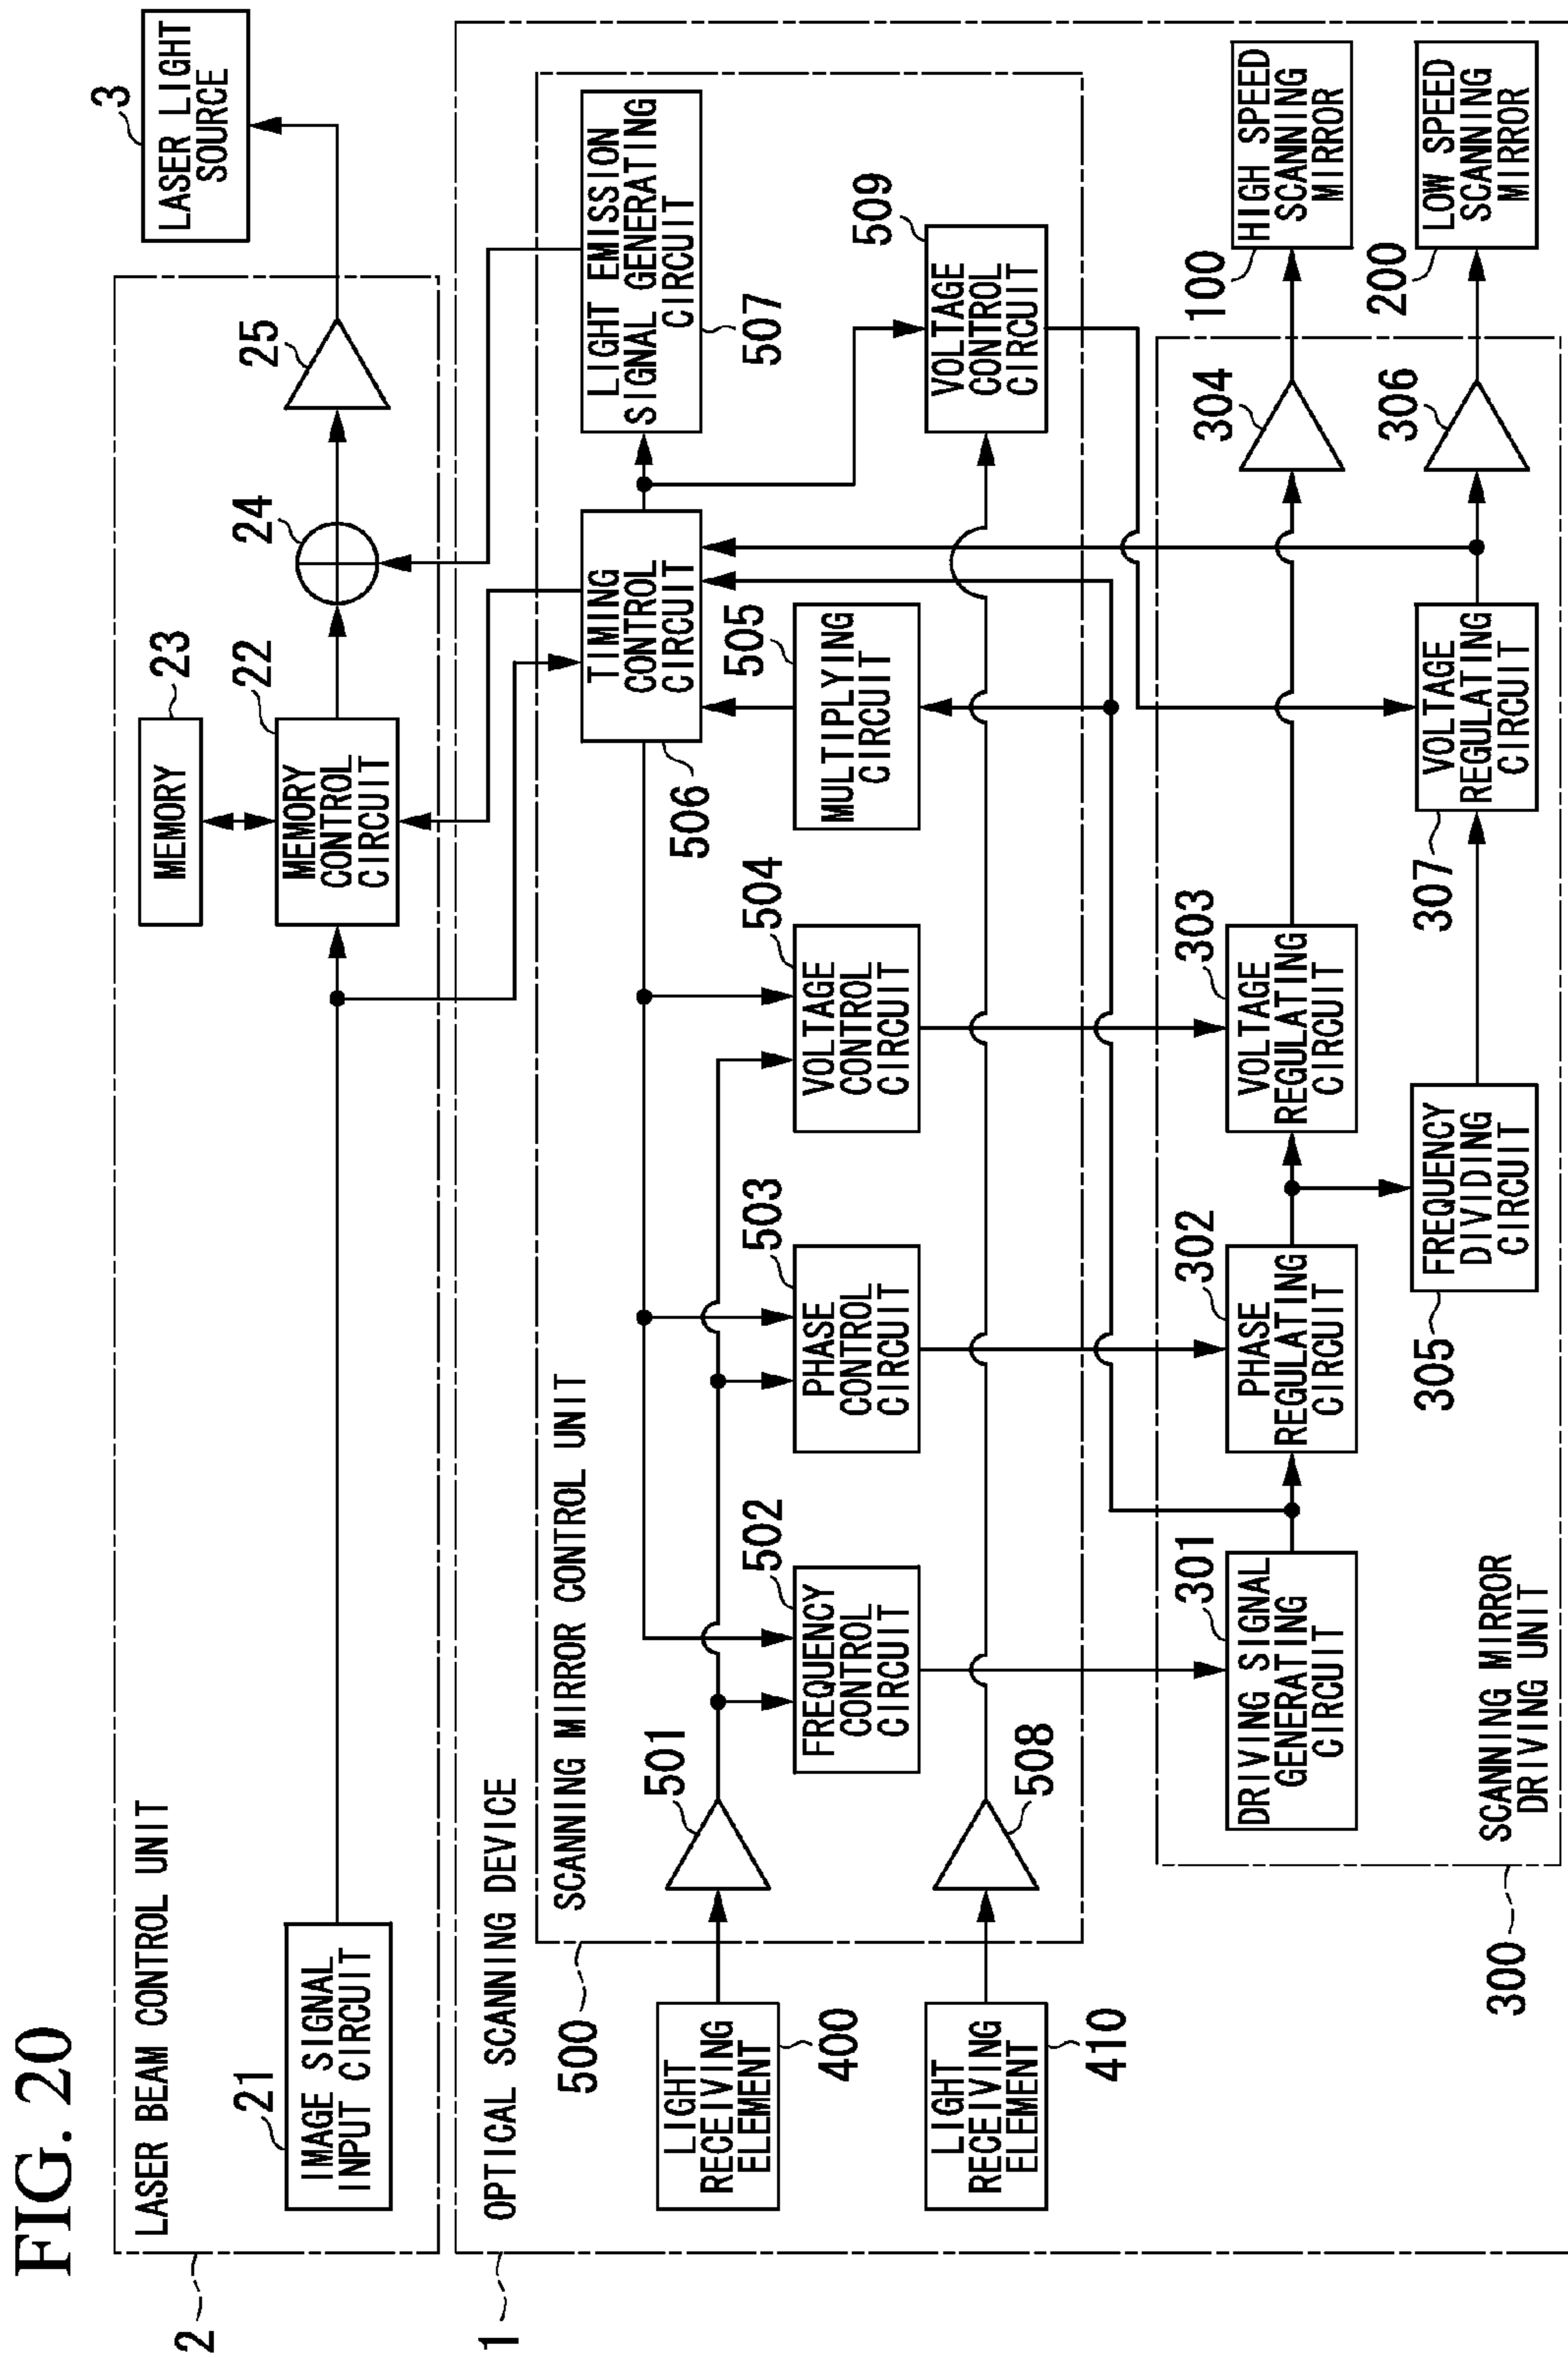 FIG. 20
2
LASER BEAM CONTROL UNIT
21
IMAGE SIGNAL
INPUT CIRCUIT
MEMORY
23
22
MEMORY
CONTROL
CIRCUIT
24
25
3
LASER LIGHT
SOURCE
1
OPTICAL SCANNING DEVICE
500
SCANNING MIRROR CONTROL UNIT
LIGHT
RECEIVING
ELEMENT
400
LIGHT
RECEIVING
ELEMENT
410
501
508
502
FREQUENCY
CONTROL
CIRCUIT
503
PHASE
CONTROL
CIRCUIT
504
VOLTAGE
CONTROL
CIRCUIT
505
MULTIPLYING
CIRCUIT
506
TIMING
CONTROL
CIRCUIT
LIGHT EMISSION
SIGNAL GENERATING
CIRCUIT
507
509
VOLTAGE
CONTROL
CIRCUIT
300
SCANNING MIRROR
DRIVING UNIT
301
DRIVING SIGNAL
GENERATING
CIRCUIT
302
PHASE
REGULATING
CIRCUIT
303
VOLTAGE
REGULATING
CIRCUIT
304
100
HIGH SPEED
SCANNING
MIRROR
305
FREQUENCY
DIVIDING
CIRCUIT
307
VOLTAGE
REGULATING
CIRCUIT
306
200
LOW SPEED
SCANNING
MIRROR